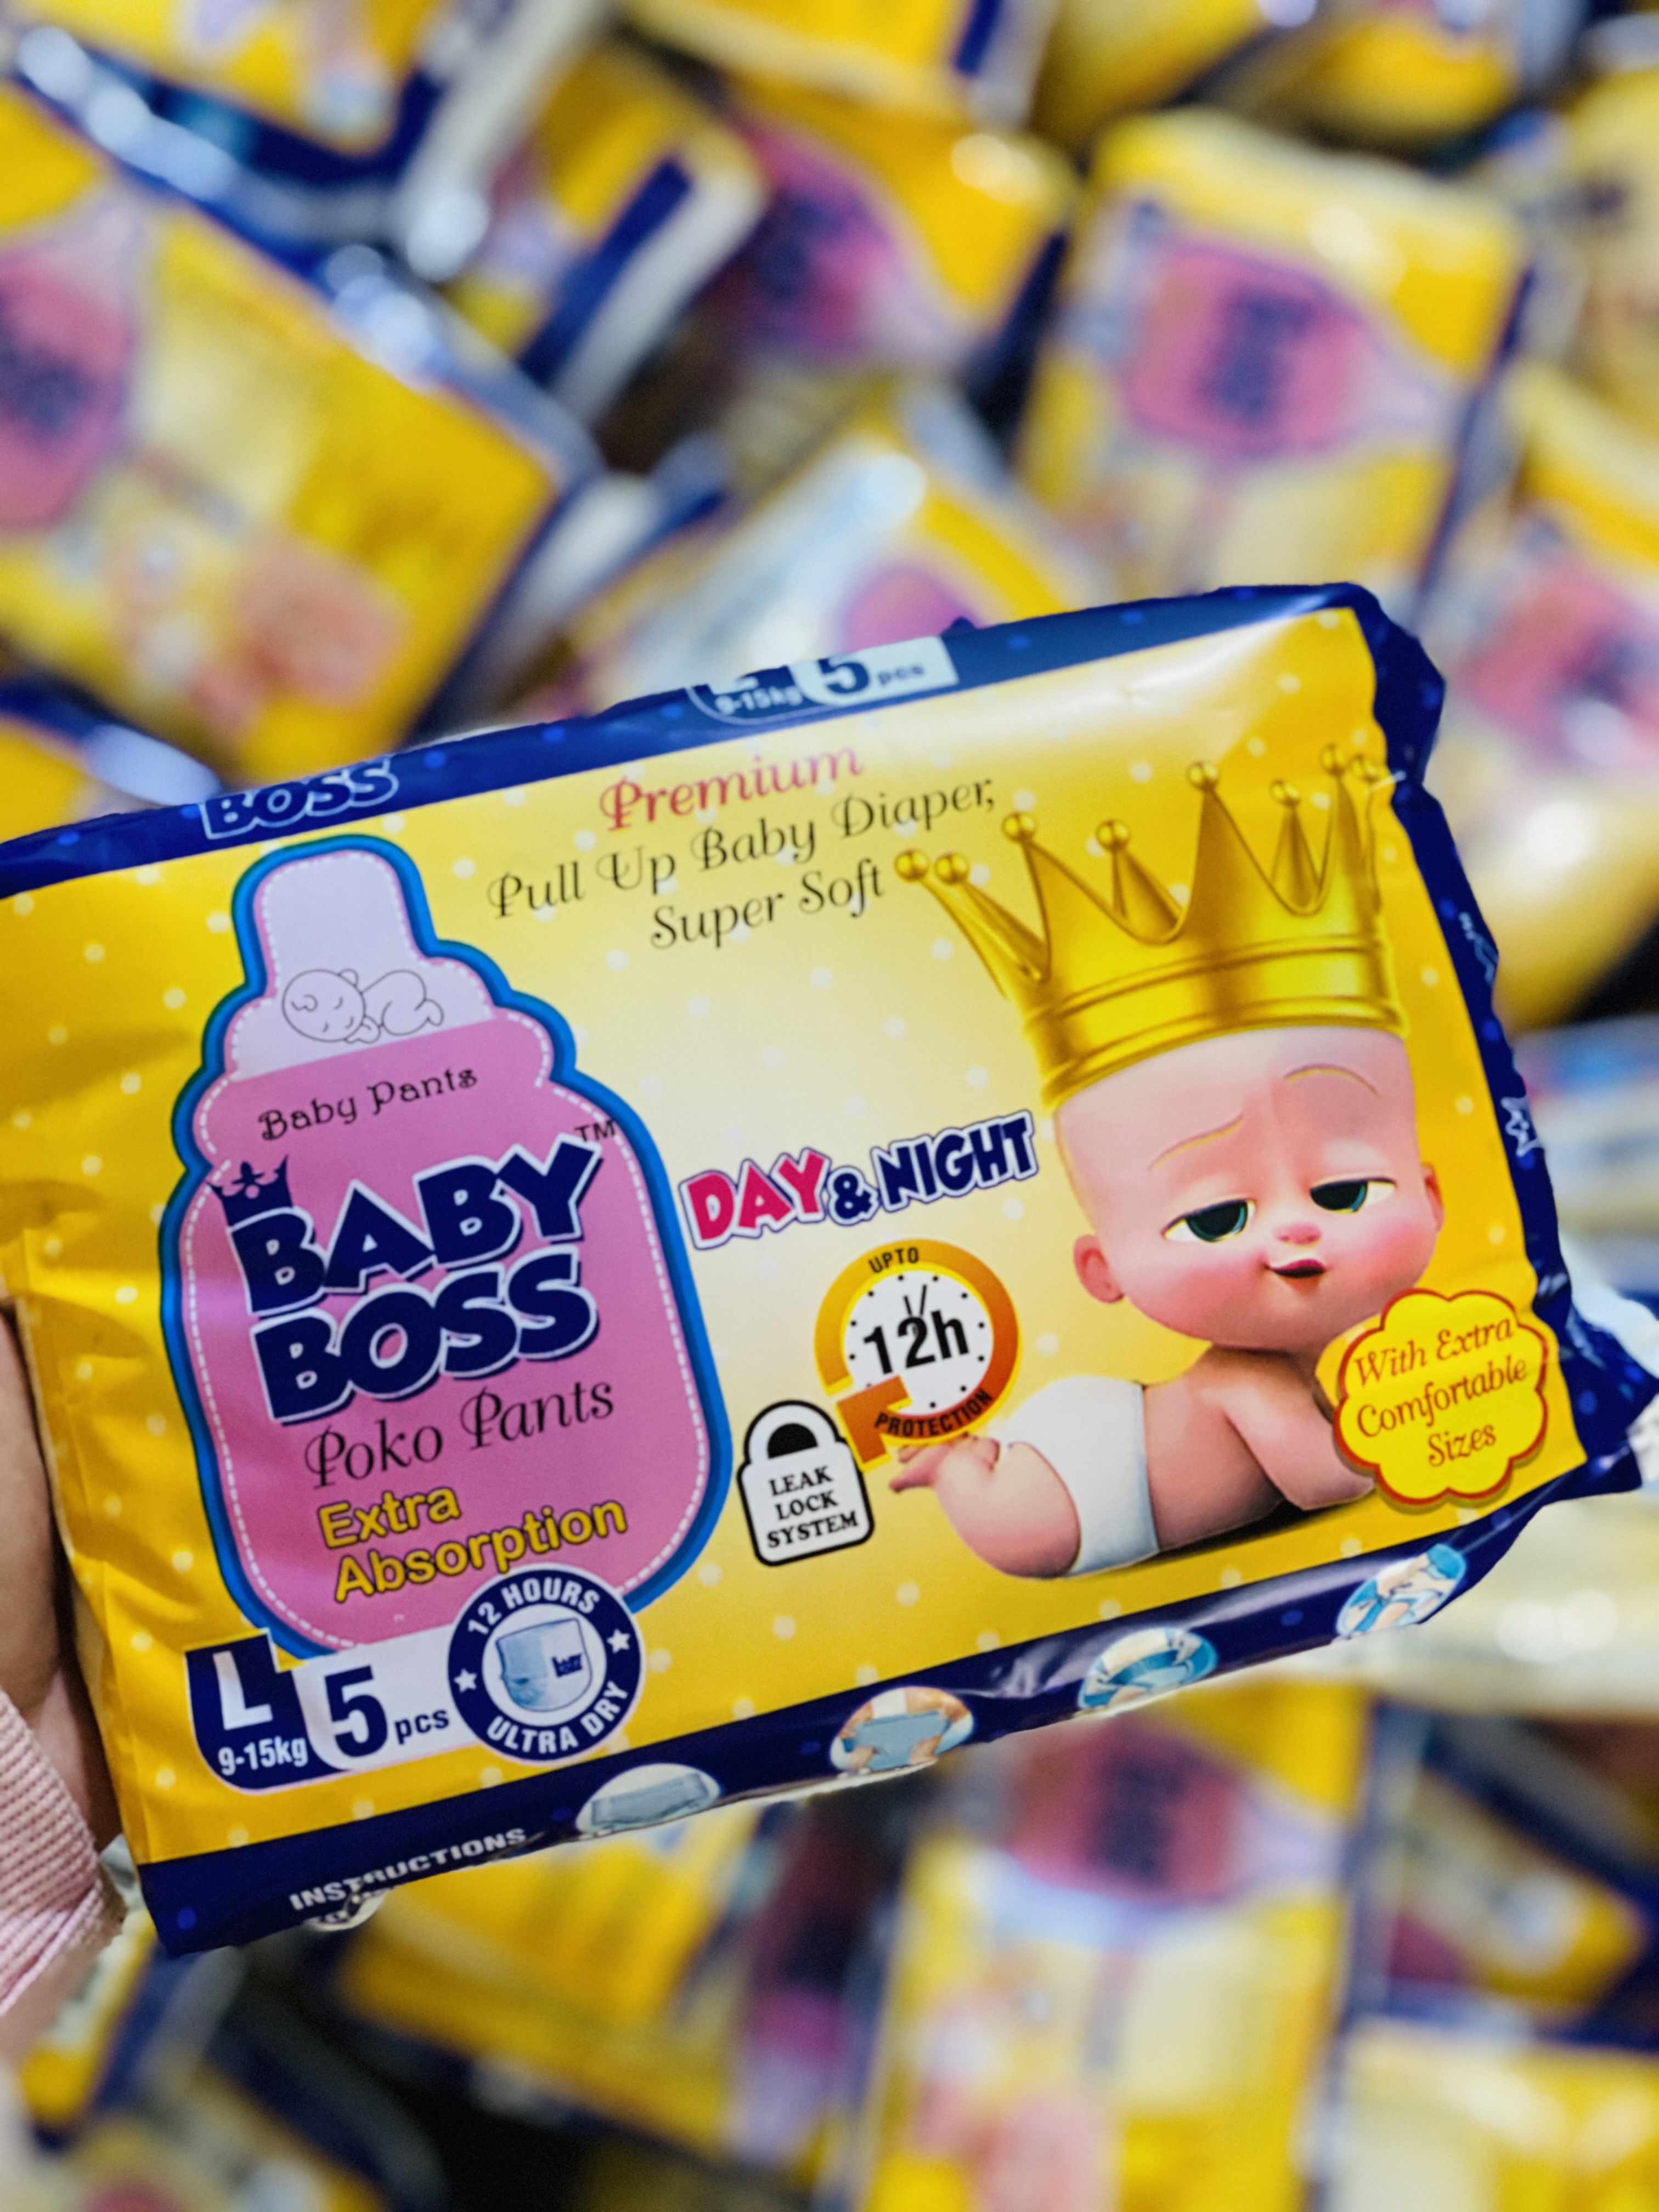 BOSS
9-15kg 5 pcs
Premium
Pull Up Baby Diaper,
Super Soft
Baby Pants
BABY™
BOSS
Poko Pants
Extra
Absorption
DAY & NIGHT
UPTO
12h
PROTECTION
LEAK
LOCK
SYSTEM
With Extra
Comfortable
Sizes
L
9-15kg
5 pcs
12 HOURS
ULTRA DRY
INSTRUCTIONS